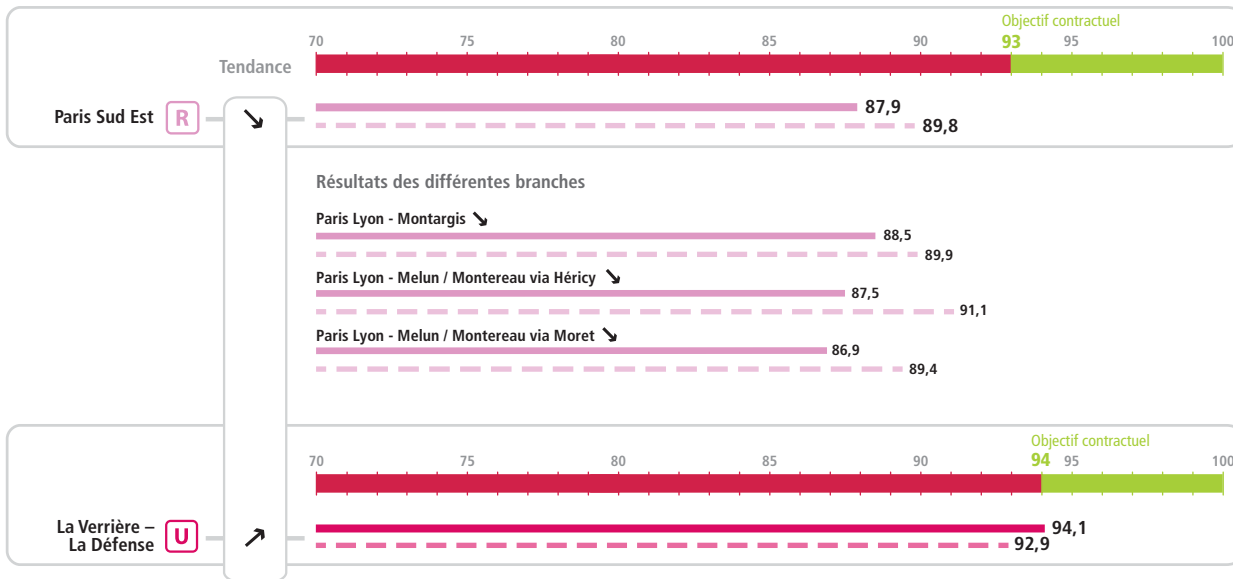 Objectif contractuel
70 75 80 85 90 93 95 100
Tendance
Paris Sud Est R
87,9
89,8
Résultats des différentes branches
Paris Lyon - Montargis
88,5
89,9
Paris Lyon - Melun / Montereau via Héricy
87,5
91,1
Paris Lyon - Melun / Montereau via Moret
86,9
89,4
Objectif contractuel
70 75 80 85 90 94 95 100
La Verrière –
La Défense U
94,1
92,9